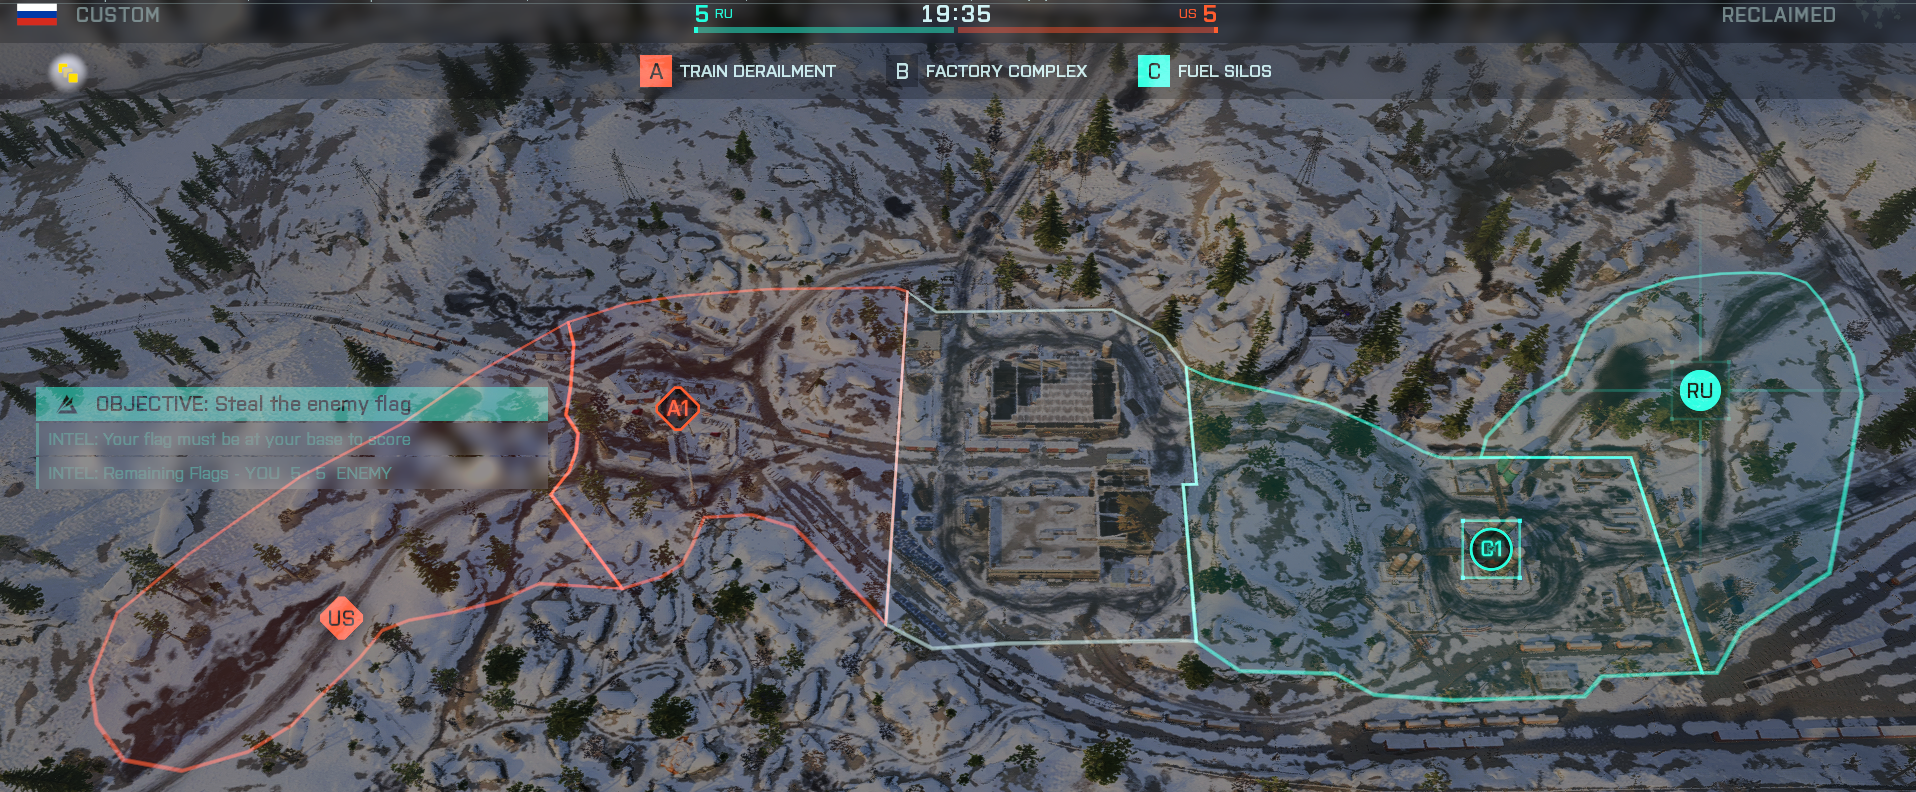 CUSTOM
5 RU 19:35 US 5
RECLAIMED
A TRAIN DERAILMENT
B FACTORY COMPLEX
C FUEL SILOS
OBJECTIVE: Steal the enemy flag
INTEL: Your flag must be at your base to score
INTEL: Remaining Flags - YOU 5 - 5 ENEMY
A1
RU
C1
US